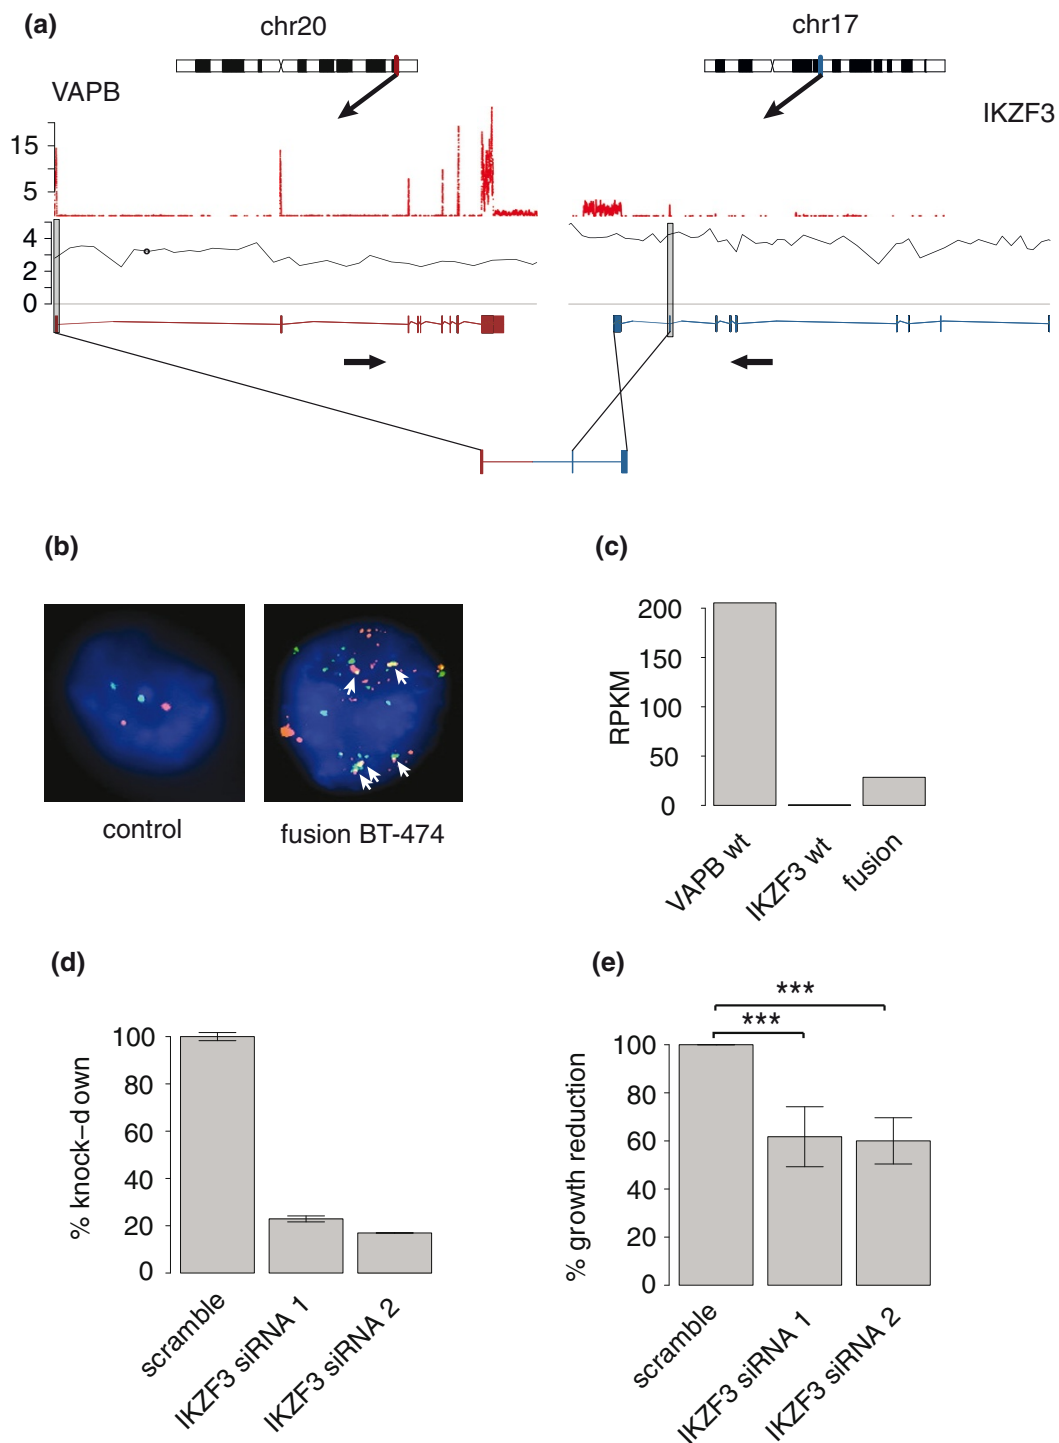 (a)
chr20
chr17
VAPB
IKZF3
15
5
4
2
0
(b)
control
fusion BT-474
(c)
RPKM
200
150
100
50
0
VAPB wt
IKZF3 wt
fusion
(d)
% knock-down
100
80
60
40
20
0
scramble
IKZF3 siRNA 1
IKZF3 siRNA 2
(e)
% growth reduction
***
***
100
80
60
40
20
0
scramble
IKZF3 siRNA 1
IKZF3 siRNA 2